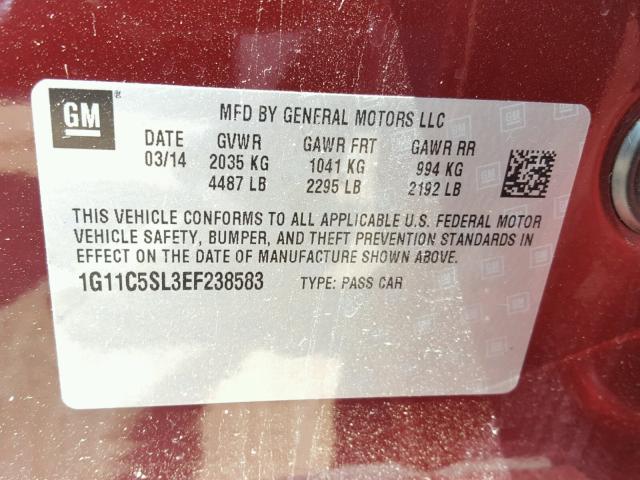 GM ®
MFD BY GENERAL MOTORS LLC
DATE GVWR GAWR FRT GAWR RR
03/14 2035 KG 1041 KG 994 KG
4487 LB 2295 LB 2192 LB
THIS VEHICLE CONFORMS TO ALL APPLICABLE U.S. FEDERAL MOTOR
VEHICLE SAFETY, BUMPER, AND THEFT PREVENTION STANDARDS IN
EFFECT ON THE DATE OF MANUFACTURE SHOWN ABOVE.
1G11C5SL3EF238583 TYPE: PASS CAR